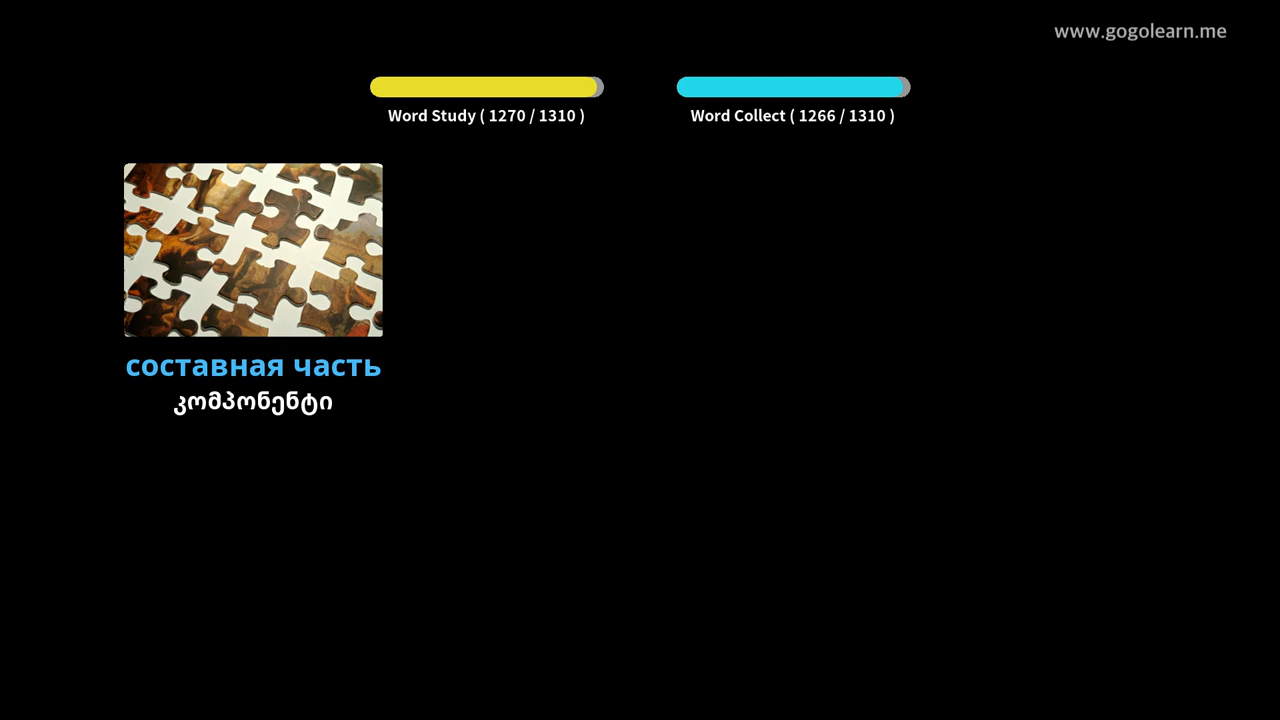 www.gogolearn.me
Word Study ( 1270 / 1310 )
Word Collect ( 1266 / 1310 )
составная часть
კომპონენტი